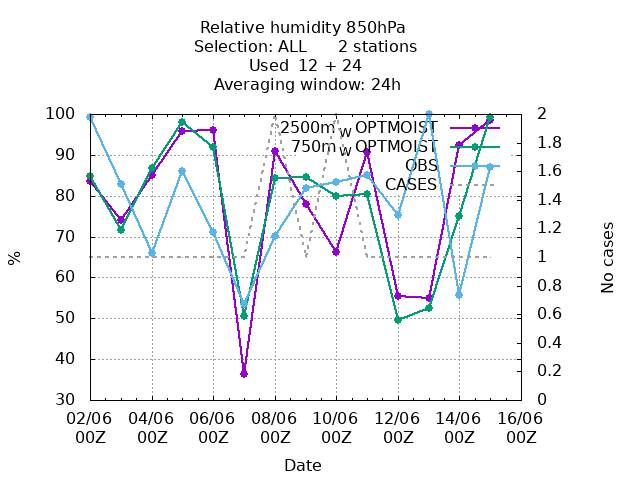 Relative humidity 850hPa
Selection: ALL 2 stations
Used 12 + 24
Averaging window: 24h
2500m_w OPTMOIST
750m_w OPTMOIST
OBS
CASES
100
90
80
70
60
50
40
30
%
2
1.8
1.6
1.4
1.2
1
0.8
0.6
0.4
0.2
0
No cases
02/06 04/06 06/06 08/06 10/06 12/06 14/06 16/06
00Z 00Z 00Z 00Z 00Z 00Z 00Z 00Z
Date